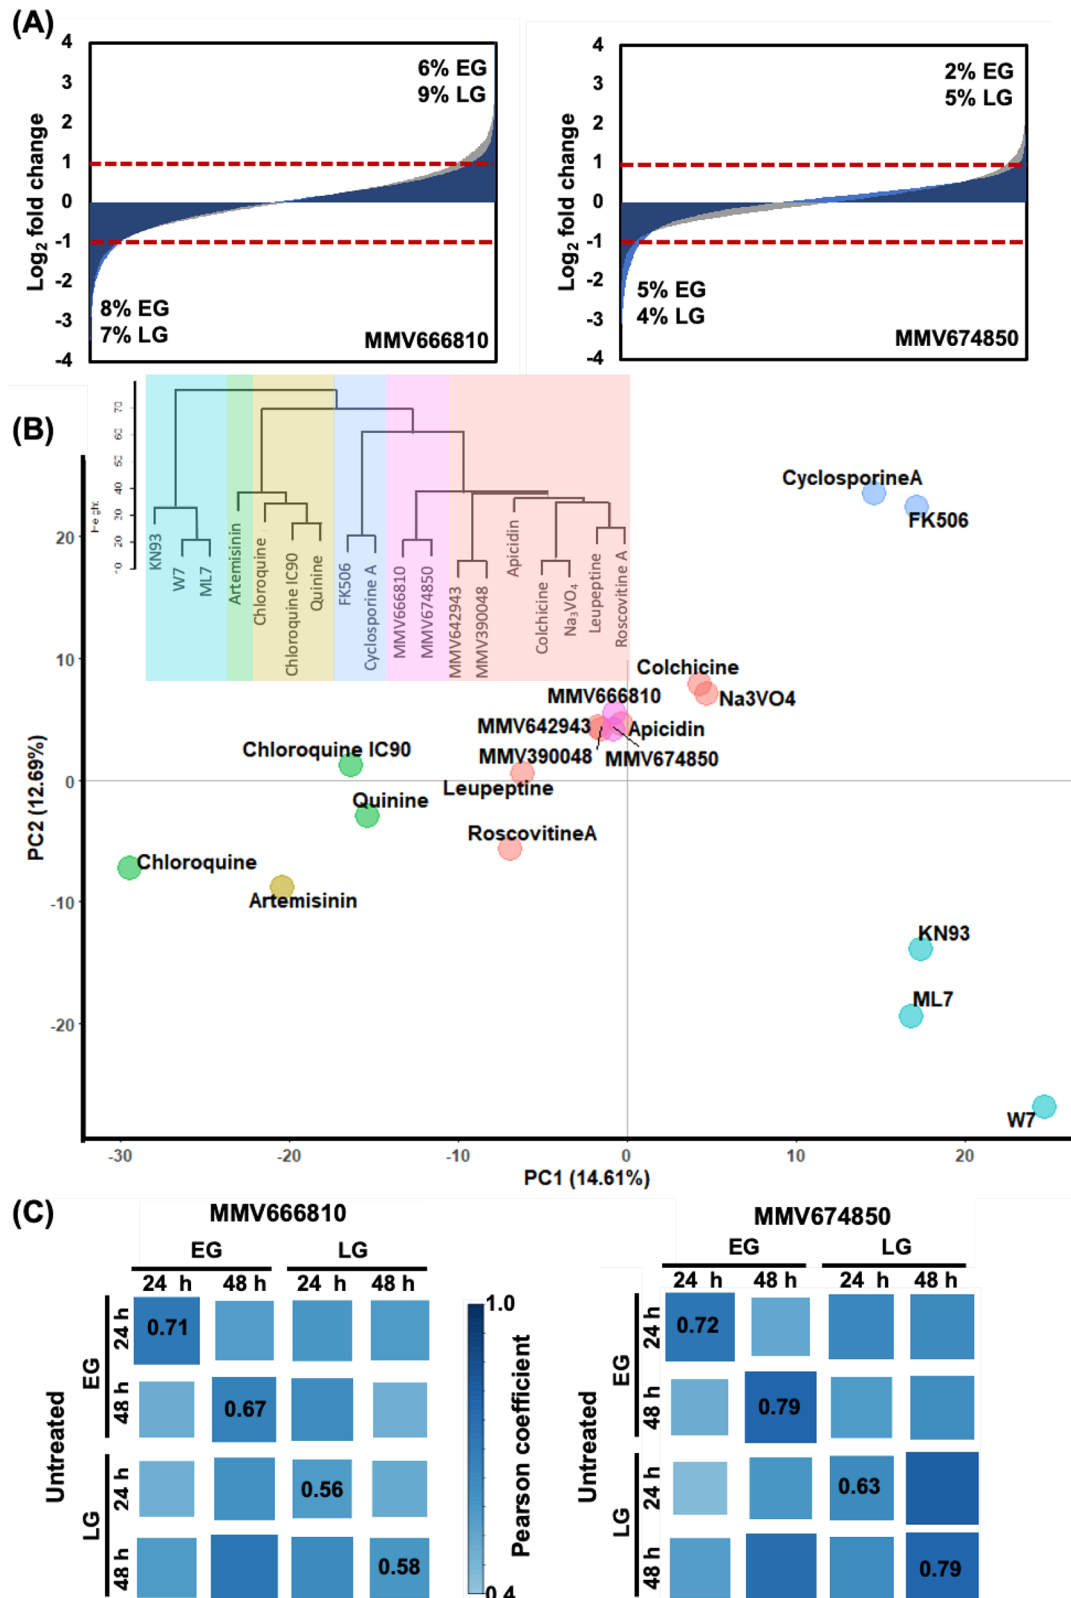 (A)
4
3
2
1
0
-1
-2
-3
-4
Log2 fold change
6% EG
9% LG
8% EG
7% LG
MMV666810
4
3
2
1
0
-1
-2
-3
-4
Log2 fold change
2% EG
5% LG
5% EG
4% LG
MMV674850
(B)
70
60
50
40
30
20
KN93
W7
ML7
Artemisinin
Chloroquine
Chloroquine IC90
Quinine
FK506
Cyclosporine A
MMV666810
MMV674850
MMV642943
MMV390048
Apicidin
Colchicine
Na3VO4
Leupeptine
Roscovitine A
CyclosporineA
FK506
Colchicine
MMV666810
Na3VO4
MMV642943
Apicidin
MMV390048
MMV674850
Chloroquine IC90
Leupeptine
Quinine
RoscovitineA
Chloroquine
Artemisinin
KN93
ML7
W7
20
10
0
-10
-20
PC2 (12.69%)
-30
-20
-10
0
10
20
PC1 (14.61%)
(C)
MMV666810
EG
LG
24 h
48 h
24 h
48 h
Untreated
EG
LG
24 h
48 h
24 h
48 h
0.71
0.67
0.56
0.58
1.0
0.4
Pearson coefficient
MMV674850
EG
LG
24 h
48 h
24 h
48 h
Untreated
EG
LG
24 h
48 h
24 h
48 h
0.72
0.79
0.63
0.79